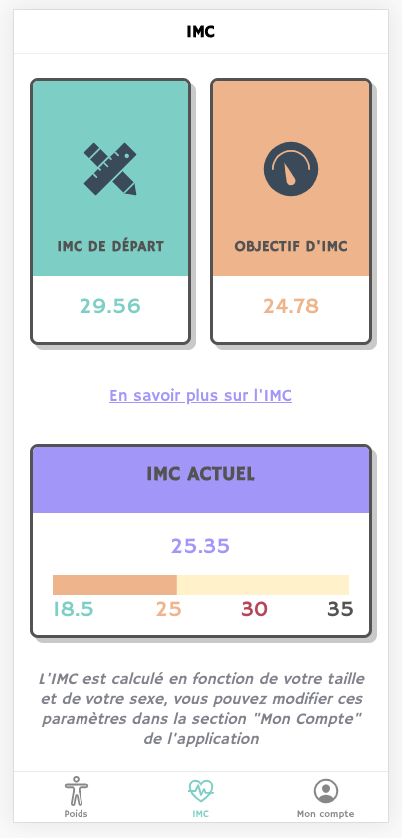 IMC
IMC DE DÉPART
OBJECTIF D'IMC
29.56
24.78
En savoir plus sur l'IMC
IMC ACTUEL
25.35
18.5 25 30 35
L'IMC est calculé en fonction de votre taille
et de votre sexe, vous pouvez modifier ces
paramètres dans la section "Mon Compte"
de l'application
Poids IMC Mon compte